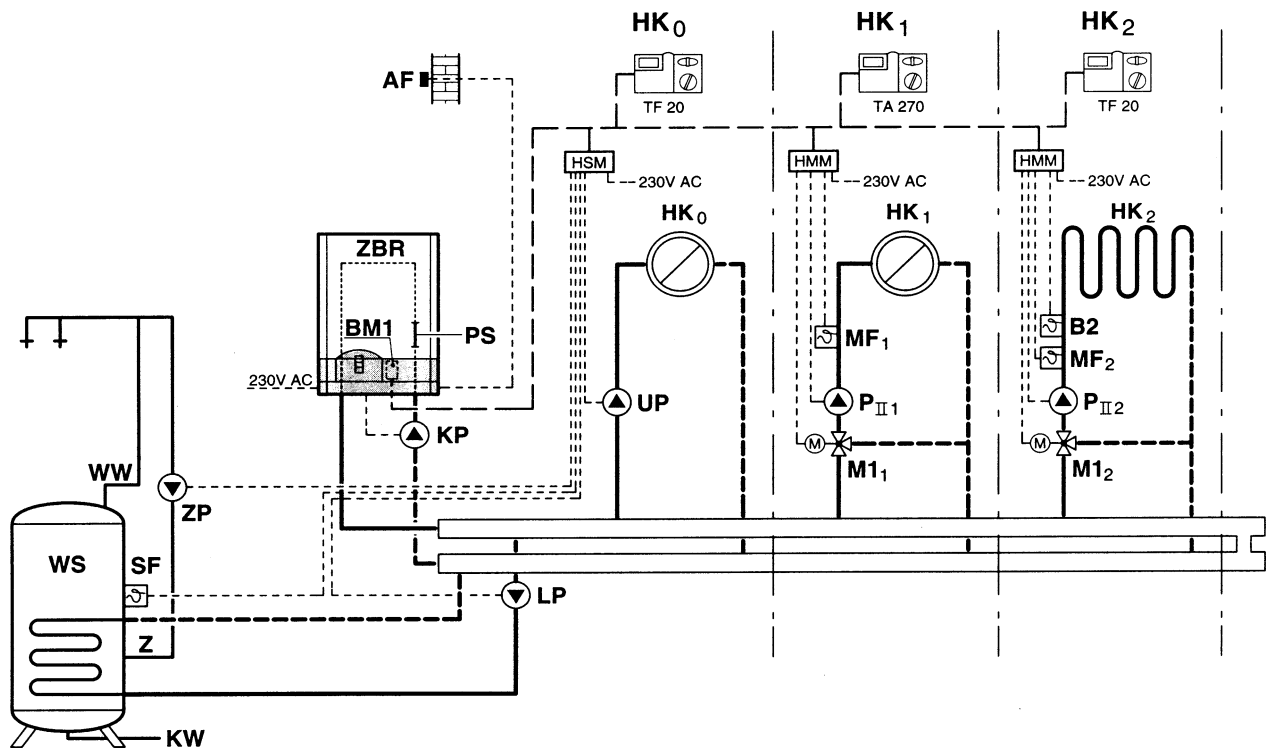 HK0
HK1
HK2
AF
TF 20
TA 270
TF 20
HSM
HMM
HMM
230V AC
230V AC
230V AC
HK0
HK1
HK2
ZBR
BM1
PS
B2
MF1
MF2
230V AC
UP
PII1
PII2
KP
M
M
M11
M12
WW
ZP
WS
SF
LP
Z
KW